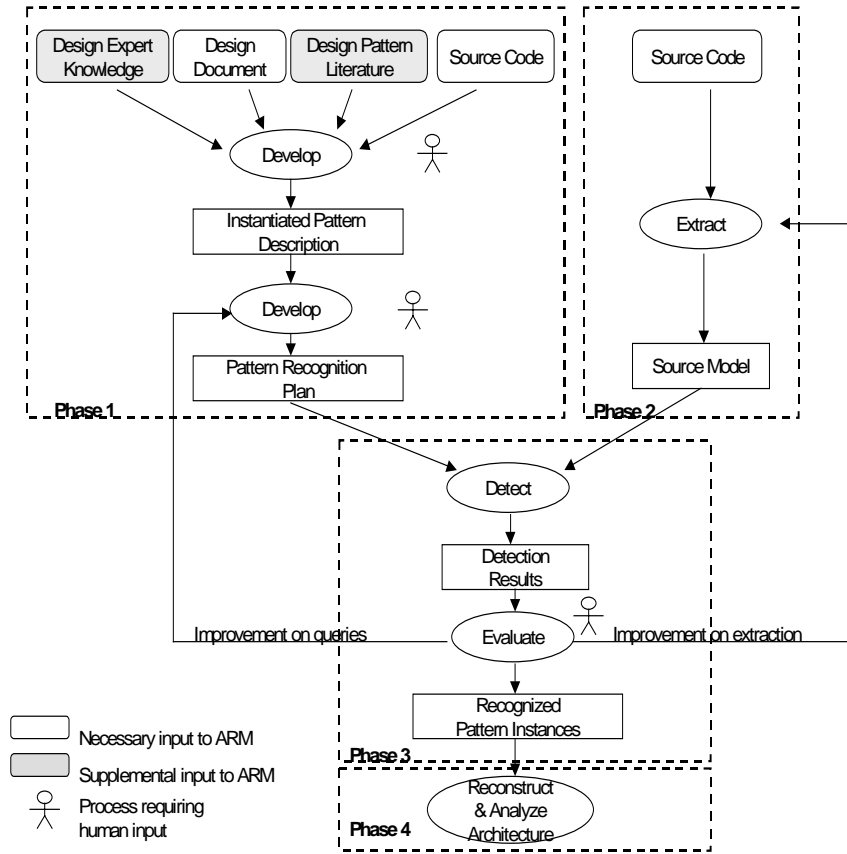 Design Expert
Knowledge
Design
Document
Design Pattern
Literature
Source Code
Source Code
Develop
Instantiated Pattern
Description
Extract
Develop
Pattern Recognition
Plan
Source Model
Phase 1
Phase 2
Detect
Detection
Results
Improvement on queries
Evaluate
Improvement on extraction
Recognized
Pattern Instances
Phase 3
Necessary input to ARM
Supplemental input to ARM
Process requiring
human input
Reconstruct
& Analyze
Architecture
Phase 4